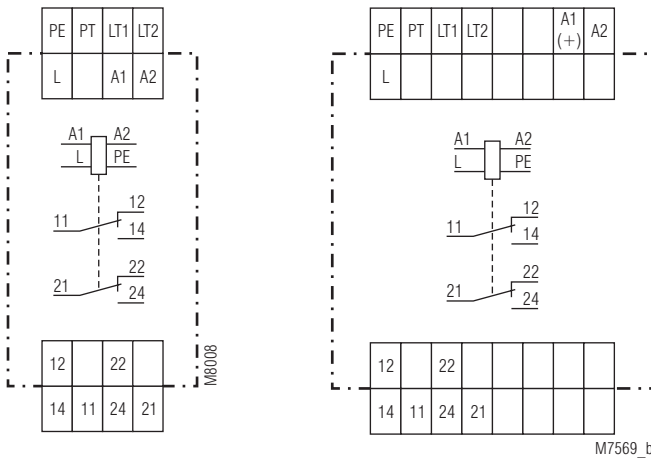 PE PT LT1 LT2
L A1 A2
A1 A2
L PE
11 12
14
21 22
24
12 22
14 11 24 21
M8008
PE PT LT1 LT2 A1 (+) A2
L
A1 A2
L PE
11 12
14
21 22
24
12 22
14 11 24 21
M7569_b